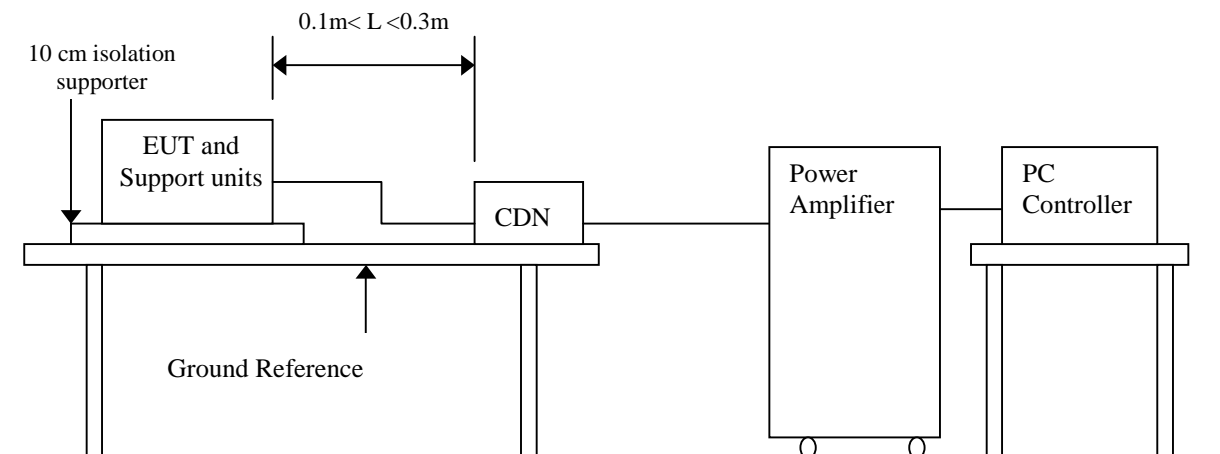 0.1m< L <0.3m
10 cm isolation
supporter
EUT and
Support units
CDN
Power
Amplifier
PC
Controller
Ground Reference